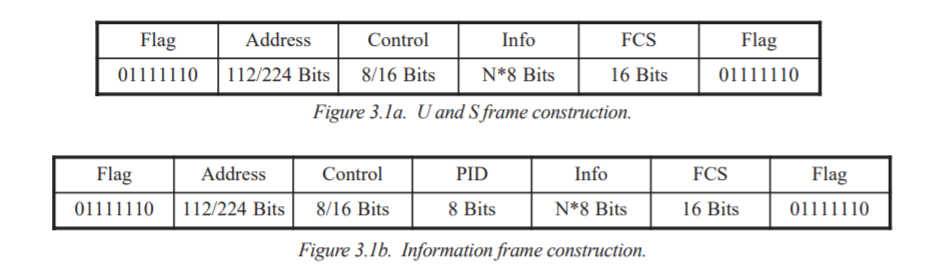 Flag Address Control Info FCS Flag
01111110 112/224 Bits 8/16 Bits N*8 Bits 16 Bits 01111110
Figure 3.1a. U and S frame construction.
Flag Address Control PID Info FCS Flag
01111110 112/224 Bits 8/16 Bits 8 Bits N*8 Bits 16 Bits 01111110
Figure 3.1b. Information frame construction.